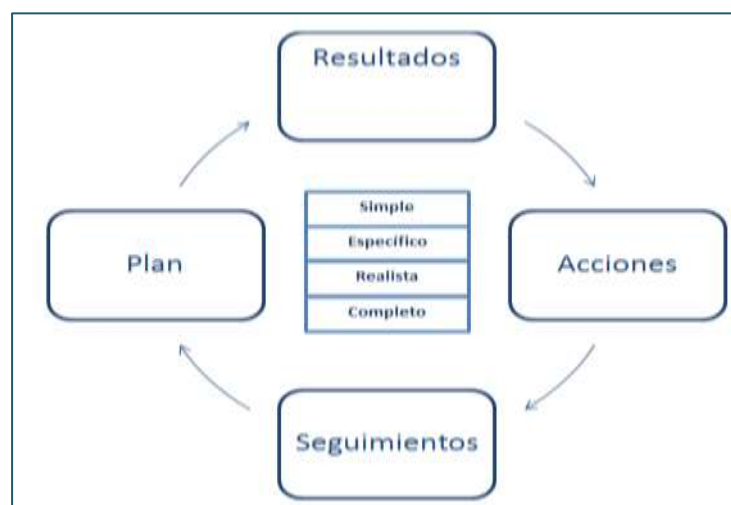 Resultados
Simple
Específico
Plan
Acciones
Realista
Completo
Seguimientos